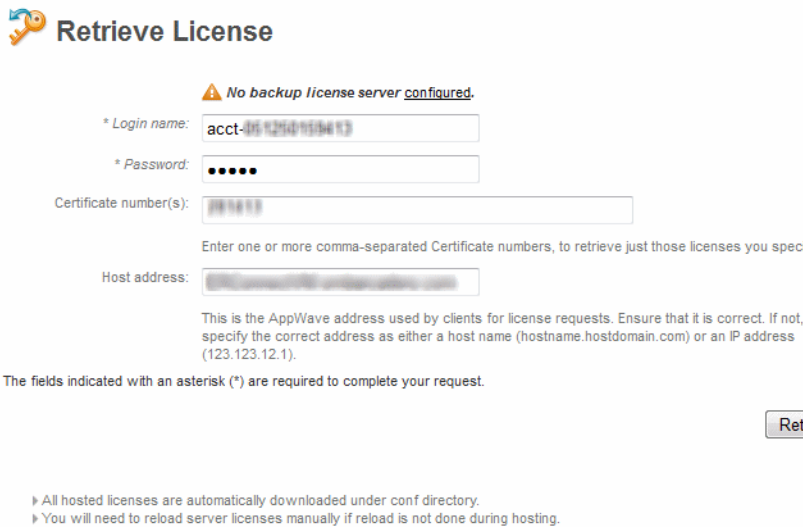 Retrieve License
No backup license server configured.
* Login name: acct-
* Password: •••••
Certificate number(s):
Enter one or more comma-separated Certificate numbers, to retrieve just those licenses you spec
Host address:
This is the AppWave address used by clients for license requests. Ensure that it is correct. If not,
specify the correct address as either a host name (hostname.hostdomain.com) or an IP address
(123.123.12.1).
The fields indicated with an asterisk (*) are required to complete your request.
Ret
All hosted licenses are automatically downloaded under conf directory.
You will need to reload server licenses manually if reload is not done during hosting.